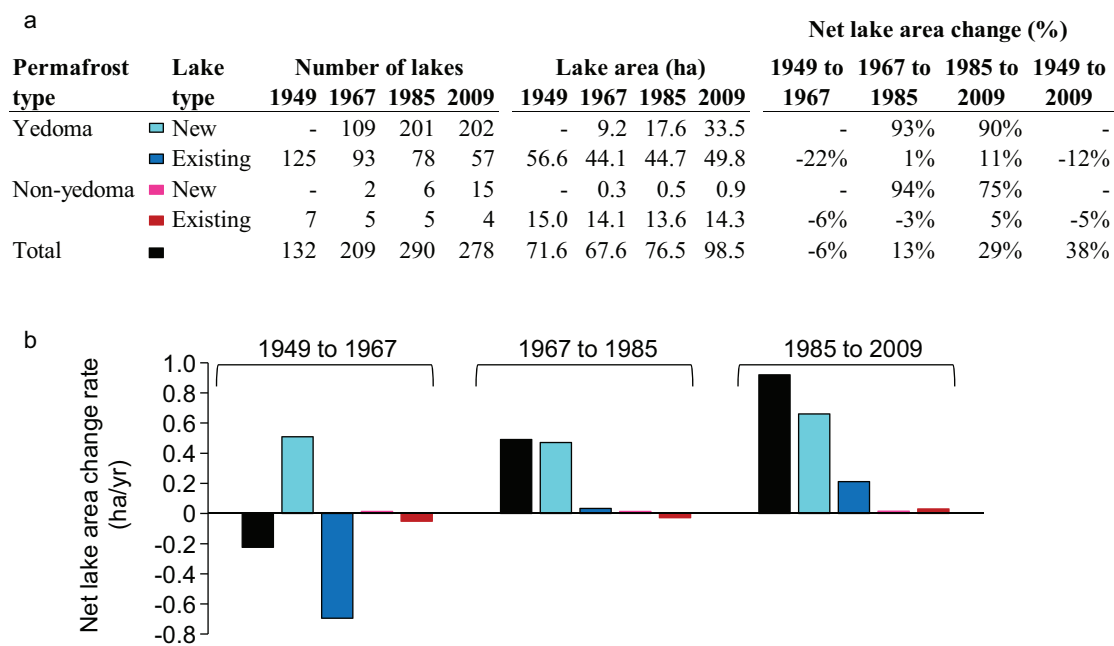 a
Net lake area change (%)
Permafrost Lake Number of lakes Lake area (ha) 1949 to 1967 to 1985 to 1949 to
type type 1949 1967 1985 2009 1949 1967 1985 2009 1967 1985 2009 2009
Yedoma New - 109 201 202 - 9.2 17.6 33.5 - 93% 90% -
Existing 125 93 78 57 56.6 44.1 44.7 49.8 -22% 1% 11% -12%
Non-yedoma New - 2 6 15 - 0.3 0.5 0.9 - 94% 75% -
Existing 7 5 5 4 15.0 14.1 13.6 14.3 -6% -3% 5% -5%
Total 132 209 290 278 71.6 67.6 76.5 98.5 -6% 13% 29% 38%
b
1949 to 1967 1967 to 1985 1985 to 2009
Net lake area change rate
(ha/yr)
1.0
0.8
0.6
0.4
0.2
0
-0.2
-0.4
-0.6
-0.8